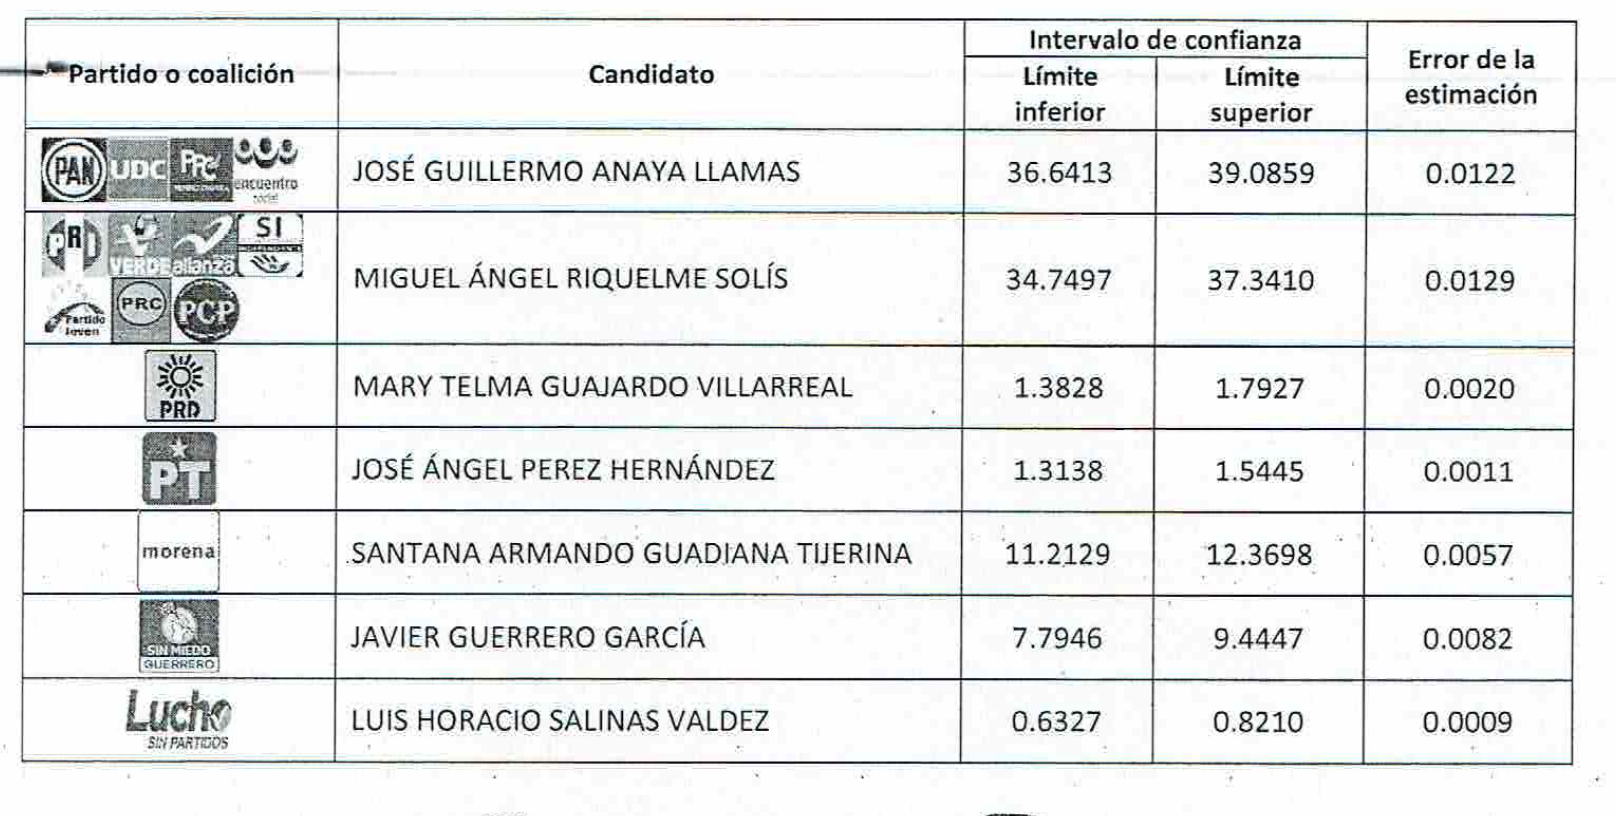 Partido o coalición Candidato Intervalo de confianza Error de la estimación
Límite inferior Límite superior
PAN UDC PPC encuentro social JOSÉ GUILLERMO ANAYA LLAMAS 36.6413 39.0859 0.0122
PRI VERDE alianza SI
MIGUEL ÁNGEL RIQUELME SOLÍS 34.7497 37.3410 0.0129
Partido Joven PRC PCP
PRD MARY TELMA GUAJARDO VILLARREAL 1.3828 1.7927 0.0020
PT JOSÉ ÁNGEL PEREZ HERNÁNDEZ 1.3138 1.5445 0.0011
morena SANTANA ARMANDO GUADIANA TIJERINA 11.2129 12.3698 0.0057
SIN MIEDO GUERRERO JAVIER GUERRERO GARCÍA 7.7946 9.4447 0.0082
Lucho SIN PARTIDOS LUIS HORACIO SALINAS VALDEZ 0.6327 0.8210 0.0009